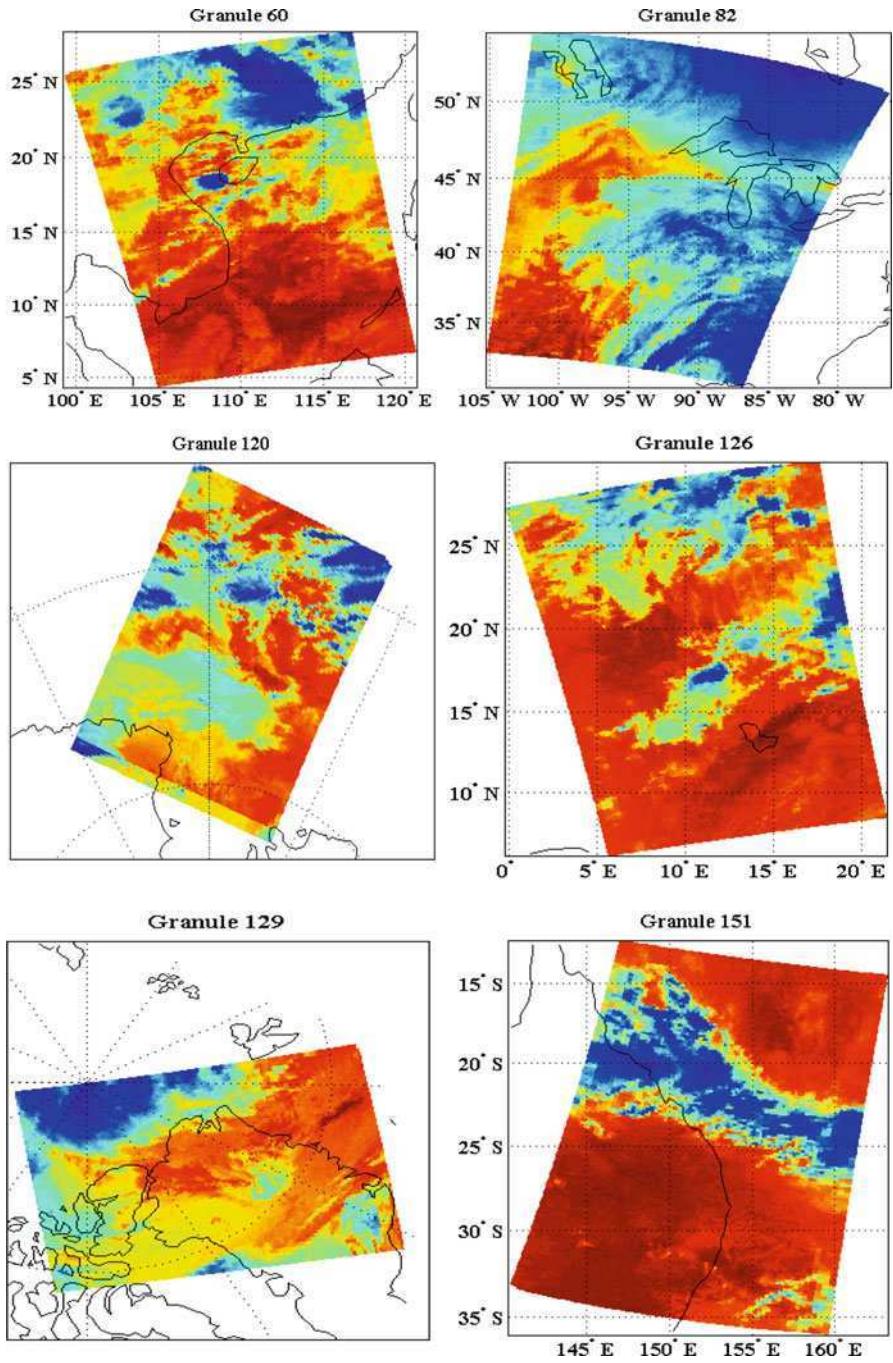 Granule 60
25° N
20° N
15° N
10° N
5° N
100° E 105° E 110° E 115° E 120° E
Granule 82
50° N
45° N
40° N
35° N
105° W 100° W 95° W 90° W 85° W 80° W
Granule 120
Granule 126
25° N
20° N
15° N
10° N
0° 5° E 10° E 15° E 20° E
Granule 129
Granule 151
15° S
20° S
25° S
30° S
35° S
145° E 150° E 155° E 160° E